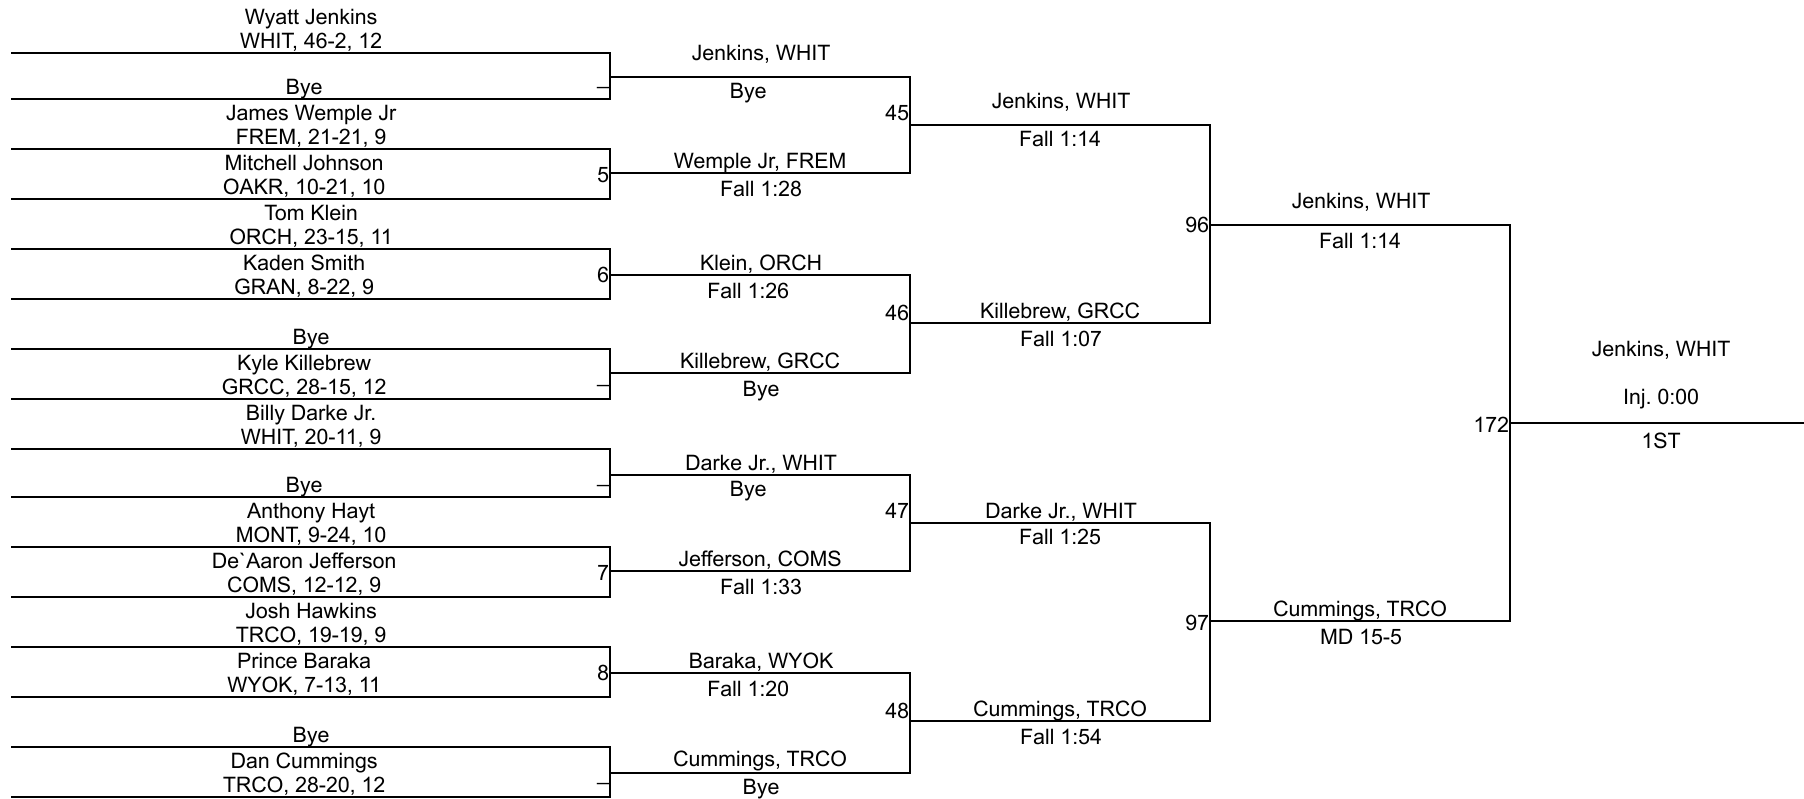 Wyatt Jenkins
WHIT, 46-2, 12
Bye
James Wemple Jr
FREM, 21-21, 9
Mitchell Johnson
OAKR, 10-21, 10
Tom Klein
ORCH, 23-15, 11
Kaden Smith
GRAN, 8-22, 9
Bye
Kyle Killebrew
GRCC, 28-15, 12
Billy Darke Jr.
WHIT, 20-11, 9
Bye
Anthony Hayt
MONT, 9-24, 10
De`Aaron Jefferson
COMS, 12-12, 9
Josh Hawkins
TRCO, 19-19, 9
Prince Baraka
WYOK, 7-13, 11
Bye
Dan Cummings
TRCO, 28-20, 12
–
5
6
–
–
7
8
–
Jenkins, WHIT
Bye
Wemple Jr, FREM
Fall 1:28
Klein, ORCH
Fall 1:26
Killebrew, GRCC
Bye
Darke Jr., WHIT
Bye
Jefferson, COMS
Fall 1:33
Baraka, WYOK
Fall 1:20
Cummings, TRCO
Bye
45
46
47
48
Jenkins, WHIT
Fall 1:14
Killebrew, GRCC
Fall 1:07
Darke Jr., WHIT
Fall 1:25
Cummings, TRCO
Fall 1:54
96
97
Jenkins, WHIT
Fall 1:14
Cummings, TRCO
MD 15-5
172
Jenkins, WHIT
Inj. 0:00
1ST